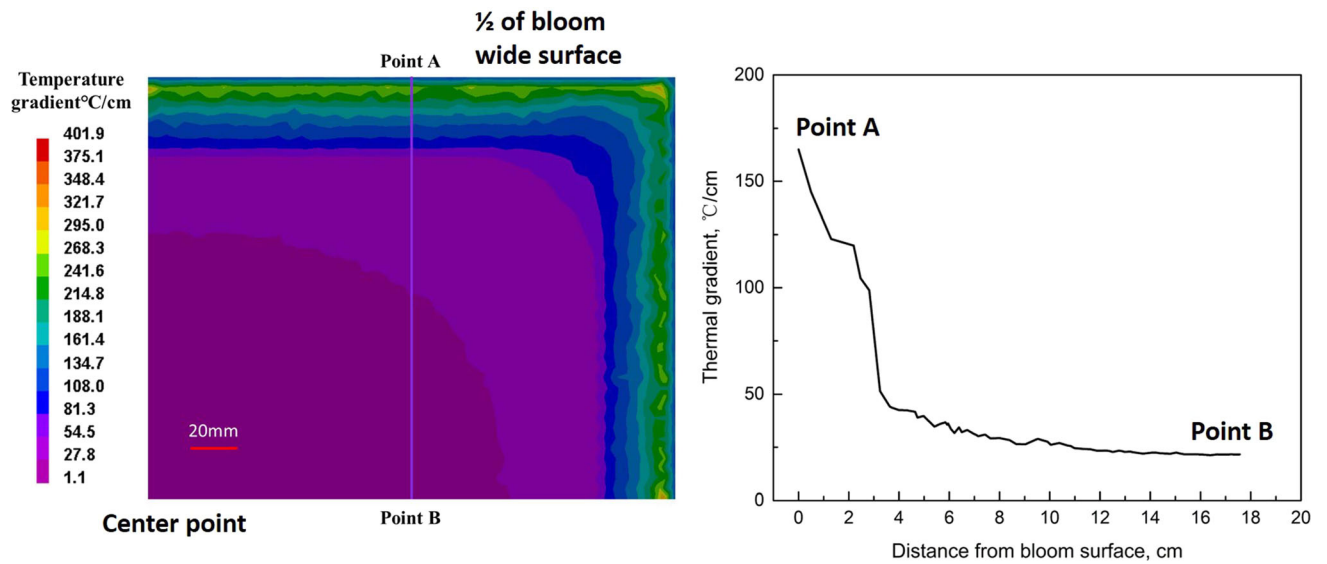 ½ of bloom
wide surface
Point A
Temperature
gradient℃/cm
401.9
375.1
348.4
321.7
295.0
268.3
241.6
214.8
188.1
161.4
134.7
108.0
81.3
54.5
27.8
1.1
20mm
Center point
Point B
200
150
100
50
0
Thermal gradient, ℃/cm
Point A
Point B
0 2 4 6 8 10 12 14 16 18 20
Distance from bloom surface, cm